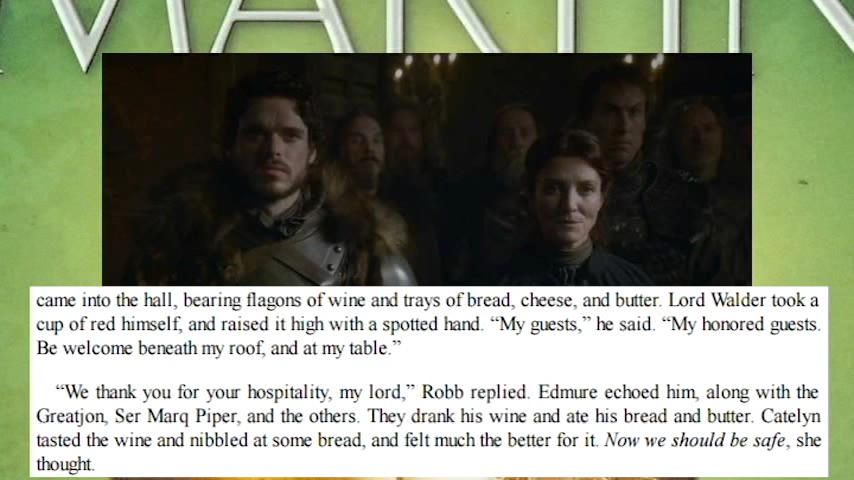 MARTIN
came into the hall, bearing flagons of wine and trays of bread, cheese, and butter. Lord Walder took a
cup of red himself, and raised it high with a spotted hand. “My guests,” he said. “My honored guests.
Be welcome beneath my roof, and at my table.”
“We thank you for your hospitality, my lord,” Robb replied. Edmure echoed him, along with the
Greatjon, Ser Marq Piper, and the others. They drank his wine and ate his bread and butter. Catelyn
tasted the wine and nibbled at some bread, and felt much the better for it. Now we should be safe, she
thought.